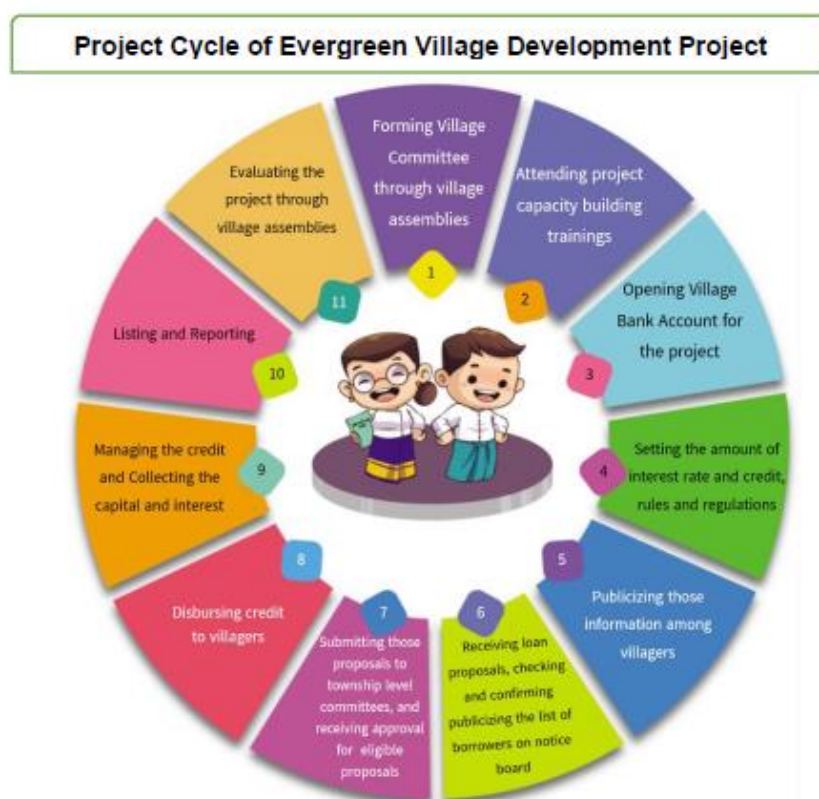 Project Cycle of Evergreen Village Development Project
Forming Village
Committee
through village
assemblies
1
Attending project
capacity building
trainings
2
Opening Village
Bank Account for
the project
3
Setting the amount of
interest rate and credit,
rules and regulations
4
Publicizing those
information among
villagers
5
Receiving loan
proposals, checking
and confirming
publicizing the list of
borrowers on notice
board
6
Submitting those
proposals to
township level
committees, and
receiving approval
for eligible
proposals
7
Disbursing credit
to villagers
8
Managing the credit
and Collecting the
capital and interest
9
Listing and Reporting
10
Evaluating the
project through
village assemblies
11